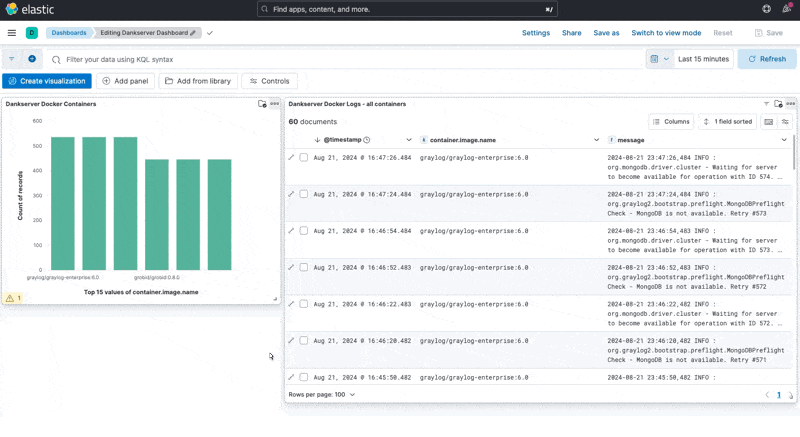 elastic
Find apps, content, and more.
⌘/
D
Dashboards
Editing Dankserver Dashboard
Settings
Share
Save as
Switch to view mode
Reset
Save
Filter your data using KQL syntax
Last 15 minutes
Refresh
Create visualization
Add panel
Add from library
Controls
Dankserver Docker Containers
600
500
400
300
200
100
0
Count of records
graylog/graylog-enterprise:6.0
grobid/grobid:0.8.0
Top 15 values of container.image.name
1
Dankserver Docker Logs - all containers
60 documents
Columns
1 field sorted
@timestamp
k container.image.name
t message
Aug 21, 2024 @ 16:47:26.484
graylog/graylog-enterprise:6.0
2024-08-21 23:47:26,484 INFO :
org.mongodb.driver.cluster - Waiting for server
to become available for operation with ID 574. …
Aug 21, 2024 @ 16:47:24.484
graylog/graylog-enterprise:6.0
2024-08-21 23:47:24,484 INFO :
org.graylog2.bootstrap.preflight.MongoDBPreflight
Check - MongoDB is not available. Retry #573
Aug 21, 2024 @ 16:46:54.484
graylog/graylog-enterprise:6.0
2024-08-21 23:46:54,483 INFO :
org.mongodb.driver.cluster - Waiting for server
to become available for operation with ID 573. …
Aug 21, 2024 @ 16:46:52.483
graylog/graylog-enterprise:6.0
2024-08-21 23:46:52,483 INFO :
org.graylog2.bootstrap.preflight.MongoDBPreflight
Check - MongoDB is not available. Retry #572
Aug 21, 2024 @ 16:46:22.483
graylog/graylog-enterprise:6.0
2024-08-21 23:46:22,482 INFO :
org.mongodb.driver.cluster - Waiting for server
to become available for operation with ID 572. …
Aug 21, 2024 @ 16:46:20.482
graylog/graylog-enterprise:6.0
2024-08-21 23:46:20,482 INFO :
org.graylog2.bootstrap.preflight.MongoDBPreflight
Check - MongoDB is not available. Retry #571
Aug 21, 2024 @ 16:45:50.482
graylog/graylog-enterprise:6.0
2024-08-21 23:45:50,482 INFO :
Rows per page: 100
1